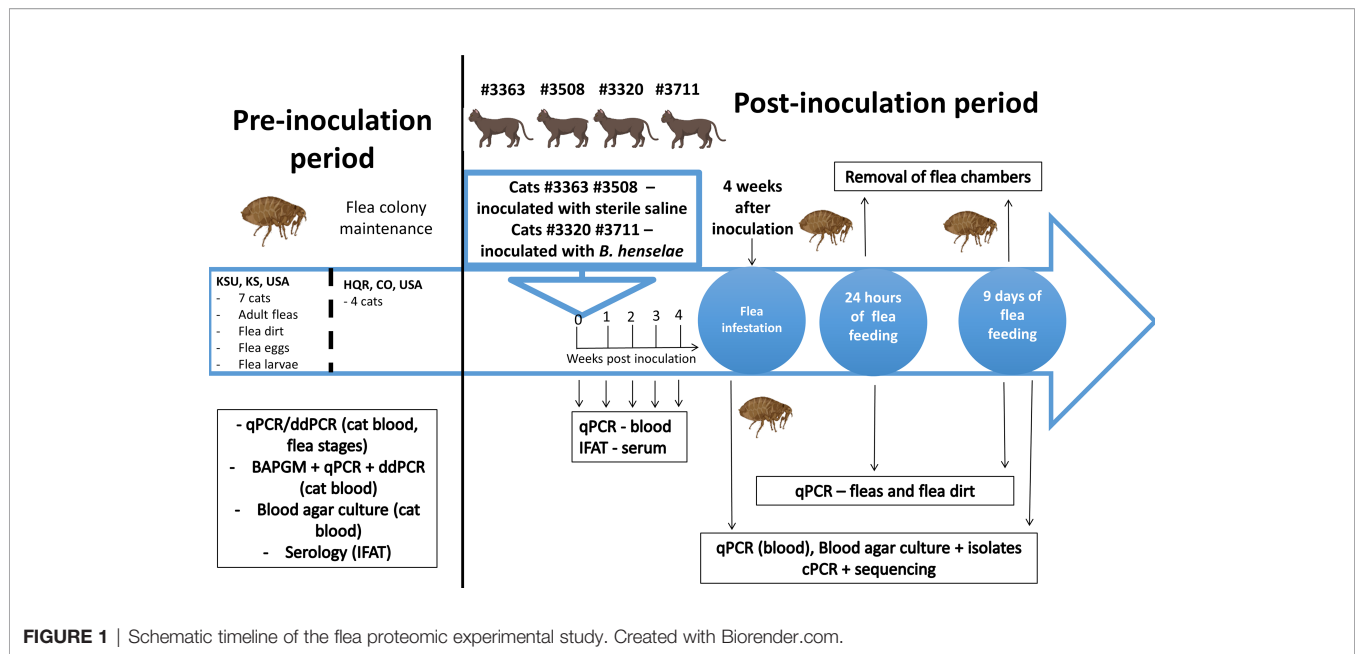 Pre-inoculation
period
Flea colony
maintenance
KSU, KS, USA
- 7 cats
- Adult fleas
- Flea dirt
- Flea eggs
- Flea larvae
HQR, CO, USA
- 4 cats
- qPCR/ddPCR (cat blood,
flea stages)
- BAPGM + qPCR + ddPCR
(cat blood)
- Blood agar culture (cat
blood)
- Serology (IFAT)
#3363 #3508 #3320 #3711
Post-inoculation period
Cats #3363 #3508 –
inoculated with sterile saline
Cats #3320 #3711 –
inoculated with B. henselae
0 1 2 3 4
Weeks post inoculation
qPCR - blood
IFAT - serum
4 weeks
after
inoculation
Removal of flea chambers
Flea
infestation
24 hours
of flea
feeding
9 days of
flea
feeding
qPCR – fleas and flea dirt
qPCR (blood), Blood agar culture + isolates
cPCR + sequencing
FIGURE 1 | Schematic timeline of the flea proteomic experimental study. Created with Biorender.com.